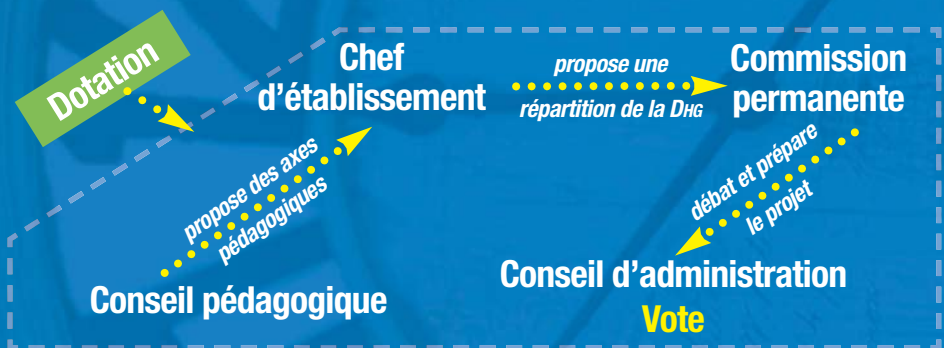 Dotation
Chef
d'établissement
propose une
répartition de la DHG
Commission
permanente
propose des axes
pédagogiques
débat et prépare
le projet
Conseil pédagogique
Conseil d'administration
Vote